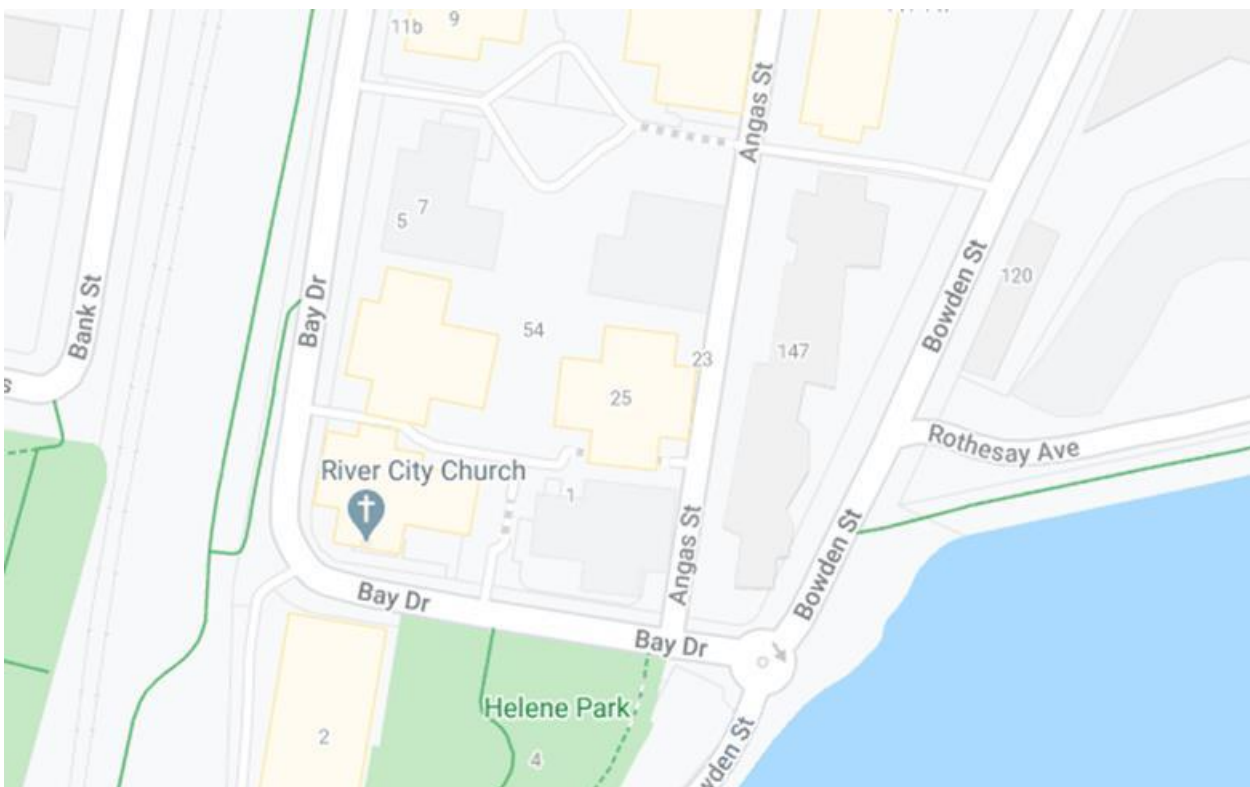 9
11b
Angas St
7
5
Bay Dr
Bank St
Bowden St
120
54
23
147
25
Rothesay Ave
s
River City Church
1
Angas St
Bowden St
Bay Dr
Bay Dr
Helene Park
2
4
wden St